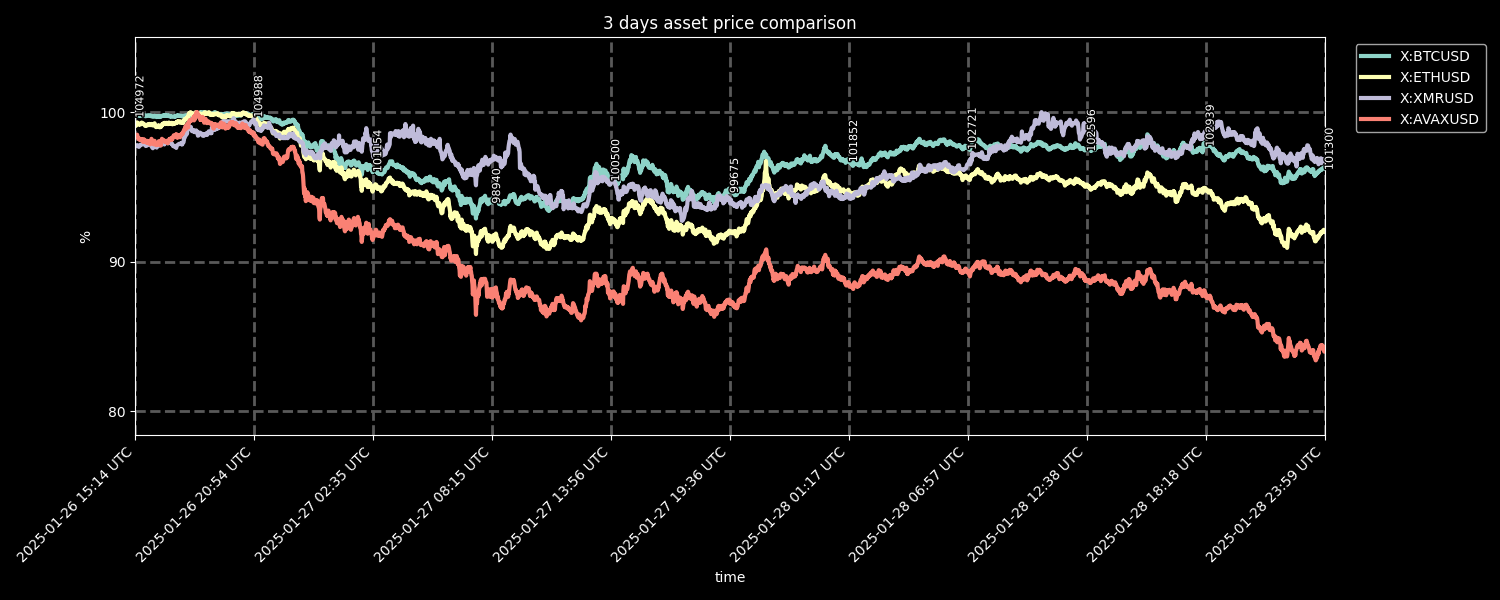 3 days asset price comparison
X:BTCUSD
X:ETHUSD
X:XMRUSD
X:AVAXUSD
%
100
90
80
104972
104988
98940
100500
99675
101852
102721
102596
102939
101300
2025-01-26 15:14 UTC
2025-01-26 20:54 UTC
2025-01-27 02:35 UTC
2025-01-27 08:15 UTC
2025-01-27 13:56 UTC
2025-01-27 19:36 UTC
2025-01-28 01:17 UTC
2025-01-28 06:57 UTC
2025-01-28 12:38 UTC
2025-01-28 18:18 UTC
2025-01-28 23:59 UTC
time